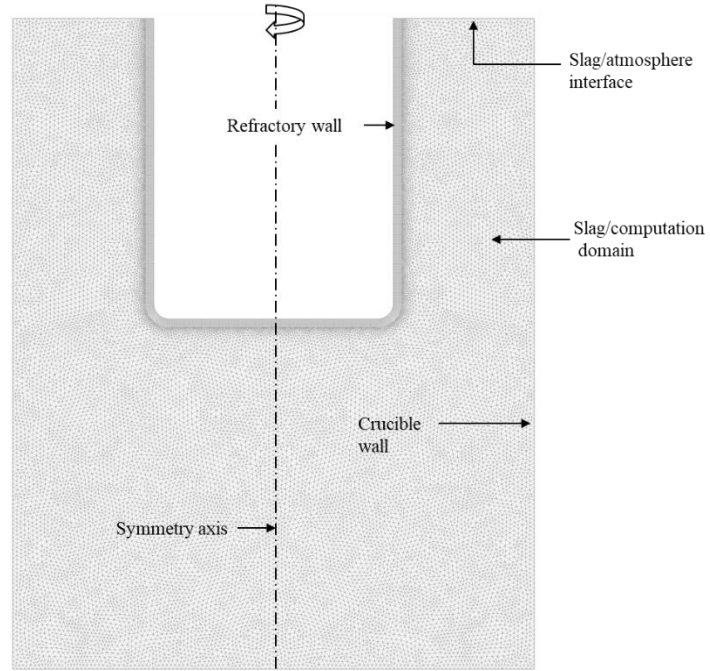 Slag/atmosphere
interface
Refractory wall
Slag/computation
domain
Crucible
wall
Symmetry axis